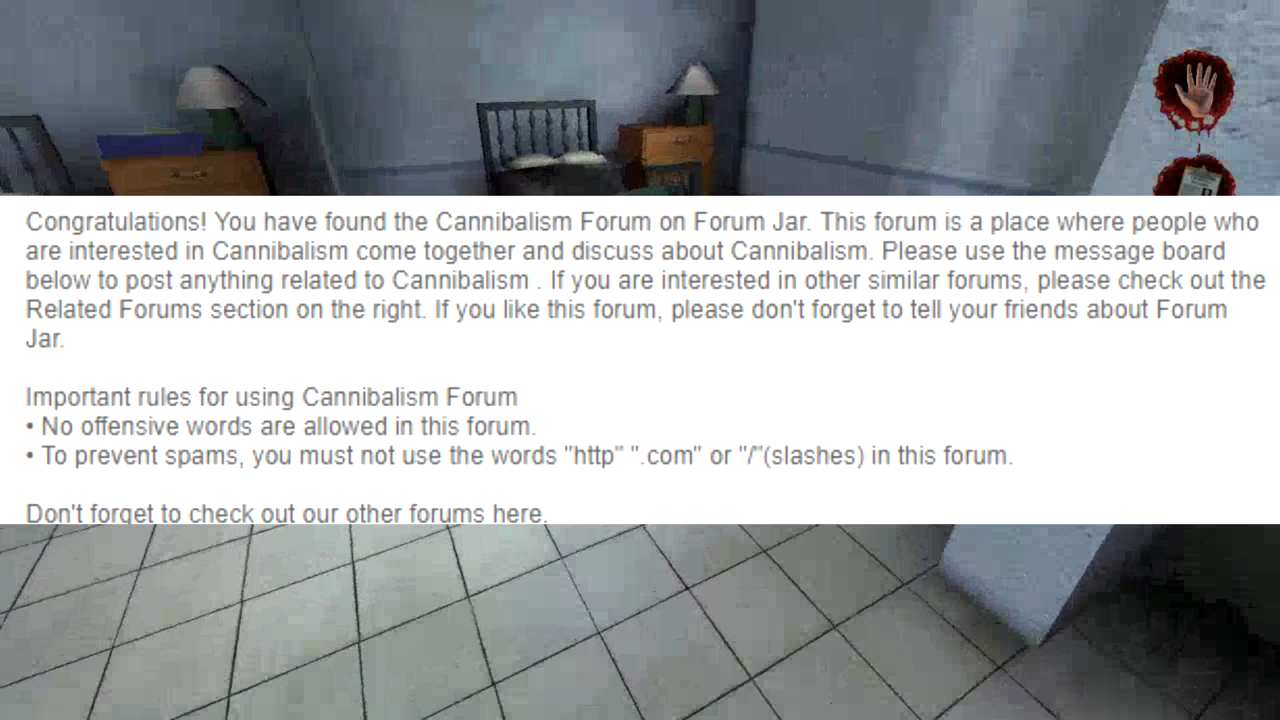 Congratulations! You have found the Cannibalism Forum on Forum Jar. This forum is a place where people who
are interested in Cannibalism come together and discuss about Cannibalism. Please use the message board
below to post anything related to Cannibalism . If you are interested in other similar forums, please check out the
Related Forums section on the right. If you like this forum, please don't forget to tell your friends about Forum
Jar.
Important rules for using Cannibalism Forum
• No offensive words are allowed in this forum.
• To prevent spams, you must not use the words "http" ".com" or "/"(slashes) in this forum.
Don't forget to check out our other forums here.